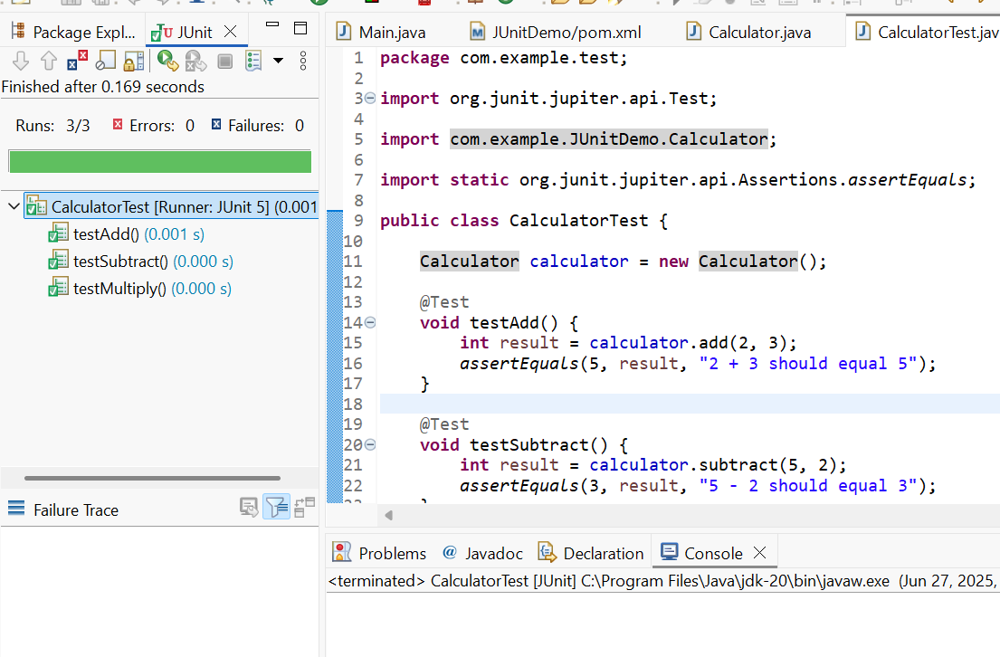 Package Expl...
JUnit
Finished after 0.169 seconds
Runs: 3/3 Errors: 0 Failures: 0
CalculatorTest [Runner: JUnit 5] (0.001
testAdd() (0.001 s)
testSubtract() (0.000 s)
testMultiply() (0.000 s)
Failure Trace
Main.java JUnitDemo/pom.xml Calculator.java CalculatorTest.jav
1 package com.example.test;
2
3 import org.junit.jupiter.api.Test;
4
5 import com.example.JUnitDemo.Calculator;
6
7 import static org.junit.jupiter.api.Assertions.assertEquals;
8
9 public class CalculatorTest {
10
11 Calculator calculator = new Calculator();
12
13 @Test
14 void testAdd() {
15 int result = calculator.add(2, 3);
16 assertEquals(5, result, "2 + 3 should equal 5");
17 }
18
19 @Test
20 void testSubtract() {
21 int result = calculator.subtract(5, 2);
22 assertEquals(3, result, "5 - 2 should equal 3");
Problems @ Javadoc Declaration Console
<terminated> CalculatorTest [JUnit] C:\Program Files\Java\jdk-20\bin\javaw.exe (Jun 27, 2025,